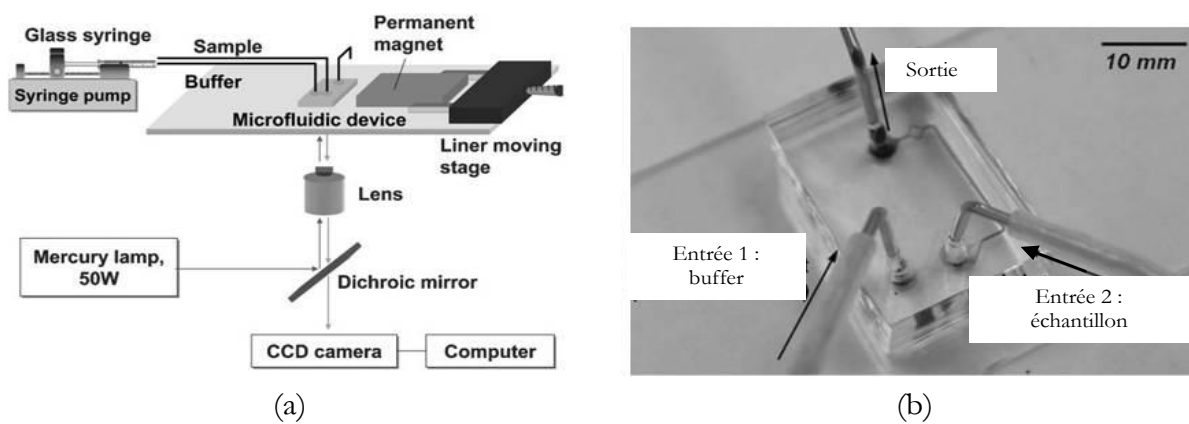 Glass syringe
Sample
Permanent
magnet
Buffer
Syringe pump
Microfluidic device
Liner moving
stage
Lens
Mercury lamp,
50W
Dichroic mirror
CCD camera
Computer
(a)
Sortie
10 mm
Entrée 1 :
buffer
Entrée 2 :
échantillon
(b)